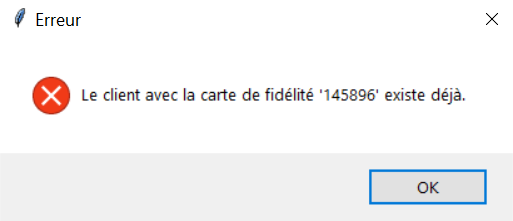 Erreur
Le client avec la carte de fidélité '145896' existe déjà.
OK